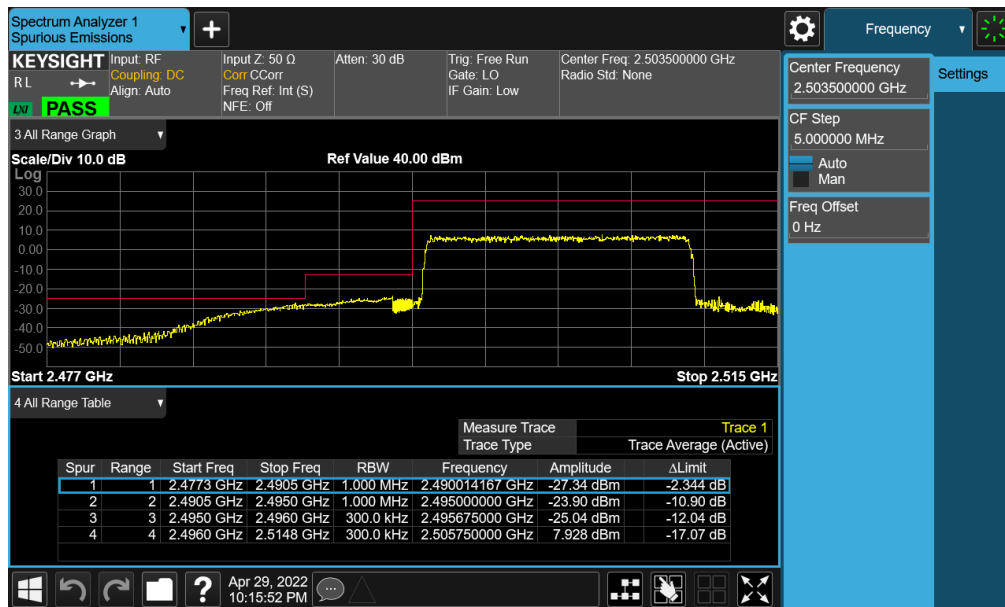 Spectrum Analyzer 1
Spurious Emissions
Frequency
KEYSIGHT
R L
LXI
PASS
Input: RF
Coupling: DC
Align: Auto
Input Z: 50 Ω
Corr CCorr
Freq Ref: Int (S)
NFE: Off
Atten: 30 dB
Trig: Free Run
Gate: LO
IF Gain: Low
Center Freq: 2.503500000 GHz
Radio Std: None
Center Frequency
2.503500000 GHz
Settings
CF Step
5.000000 MHz
Auto
Man
Freq Offset
0 Hz
3 All Range Graph
Scale/Div 10.0 dB
Ref Value 40.00 dBm
Log
30.0
20.0
10.0
0.00
-10.0
-20.0
-30.0
-40.0
-50.0
Start 2.477 GHz
Stop 2.515 GHz
4 All Range Table
Measure Trace Trace 1
Trace Type Trace Average (Active)
Spur Range Start Freq Stop Freq RBW Frequency Amplitude ΔLimit
1 1 2.4773 GHz 2.4905 GHz 1.000 MHz 2.490014167 GHz -27.34 dBm -2.344 dB
2 2 2.4905 GHz 2.4950 GHz 1.000 MHz 2.495000000 GHz -23.90 dBm -10.90 dB
3 3 2.4950 GHz 2.4960 GHz 300.0 kHz 2.495675000 GHz -25.04 dBm -12.04 dB
4 4 2.4960 GHz 2.5148 GHz 300.0 kHz 2.505750000 GHz 7.928 dBm -17.07 dB
?
Apr 29, 2022
10:15:52 PM